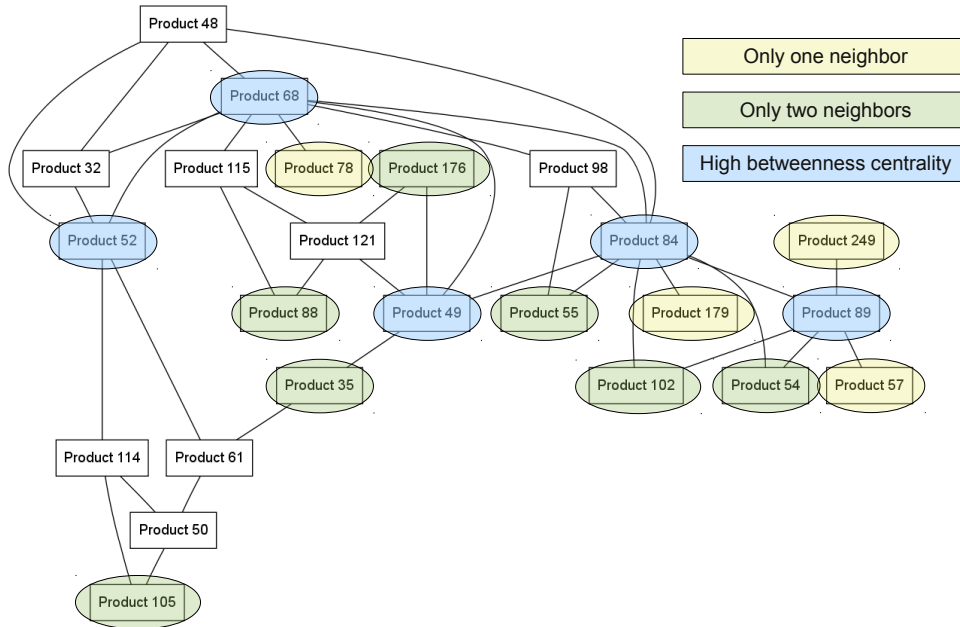 Product 48
Only one neighbor
Product 68
Only two neighbors
Product 32
Product 115
Product 78
Product 176
Product 98
High betweenness centrality
Product 52
Product 121
Product 84
Product 249
Product 88
Product 49
Product 55
Product 179
Product 89
Product 35
Product 102
Product 54
Product 57
Product 114
Product 61
Product 50
Product 105